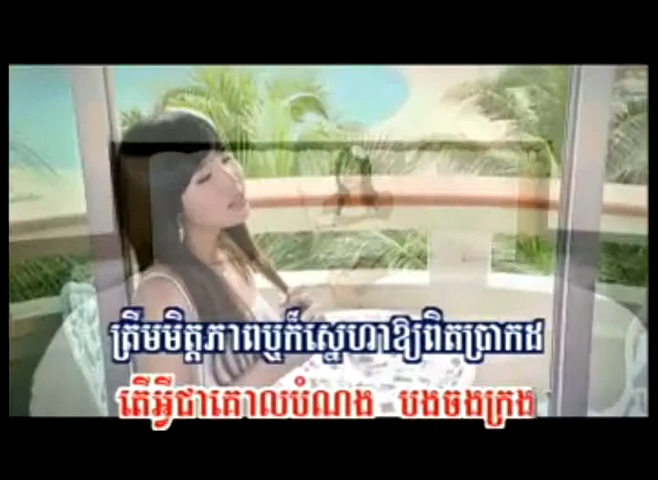 ត្រឹមមិត្តភាពឬក៏ស្នេហាឱ្យពិតប្រាកដ
តើអ្វីជាគោលបំណង បងចងក្រង